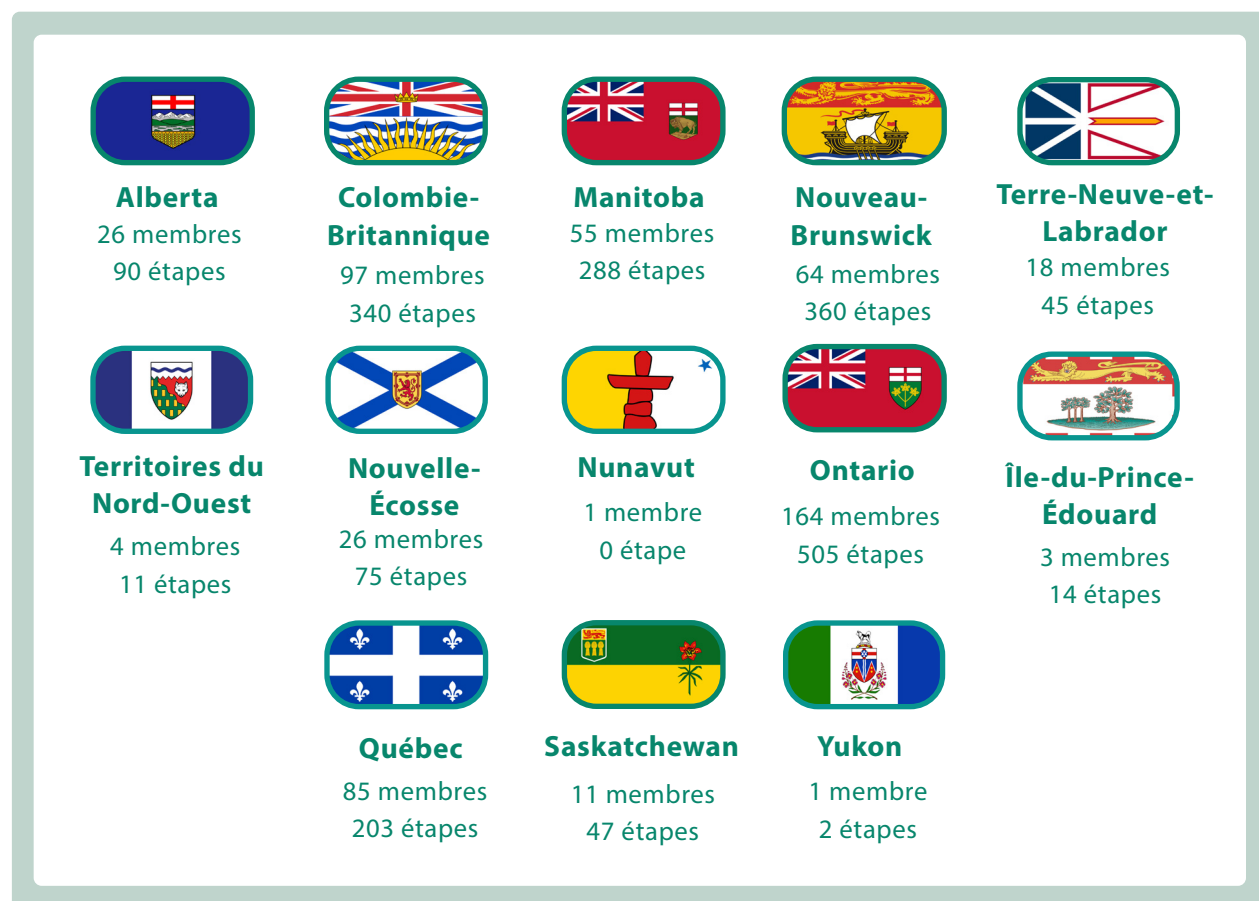 Alberta
26 membres
90 étapes
Colombie-
Britannique
97 membres
340 étapes
Manitoba
55 membres
288 étapes
Nouveau-
Brunswick
64 membres
360 étapes
Terre-Neuve-et-
Labrador
18 membres
45 étapes
Territoires du
Nord-Ouest
4 membres
11 étapes
Nouvelle-
Écosse
26 membres
75 étapes
Nunavut
1 membre
0 étape
Ontario
164 membres
505 étapes
Île-du-Prince-
Édouard
3 membres
14 étapes
Québec
85 membres
203 étapes
Saskatchewan
11 membres
47 étapes
Yukon
1 membre
2 étapes